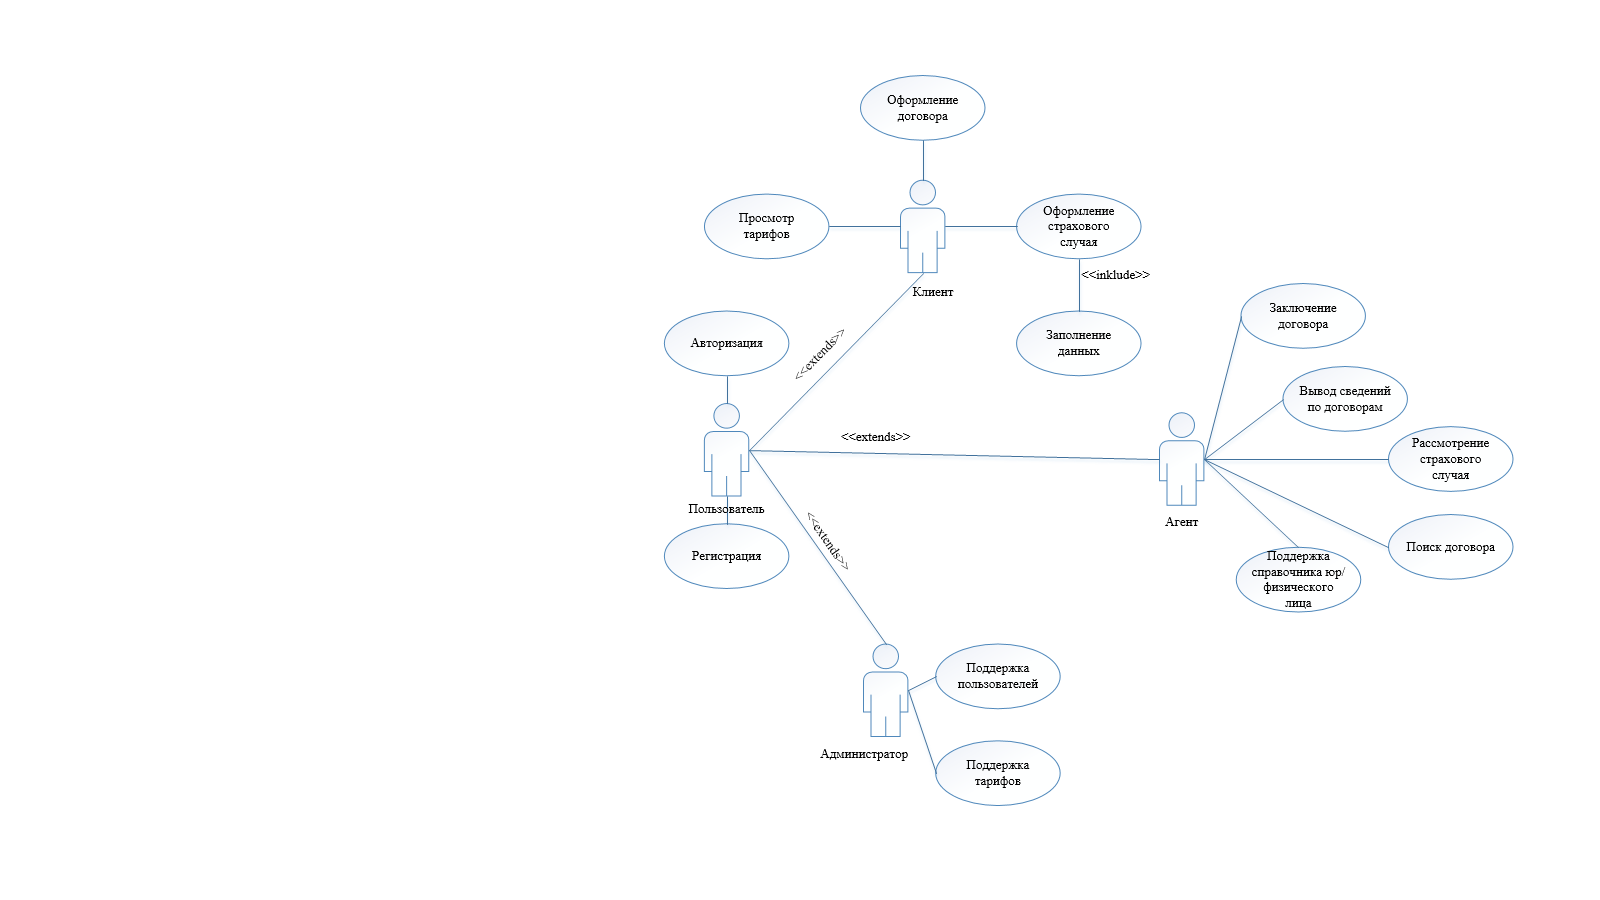 Оформление
договора
Просмотр
тарифов
Оформление
страхового
случая
<<inklude>>
Клиент
Заполнение
данных
<<extends>>
Авторизация
Заключение
договора
Вывод сведений
по договорам
<<extends>>
Рассмотрение
страхового
случая
Пользователь
Агент
<<extends>>
Регистрация
Поиск договора
Поддержка
справочника юр/
физического
лица
Поддержка
пользователей
Администратор
Поддержка
тарифов